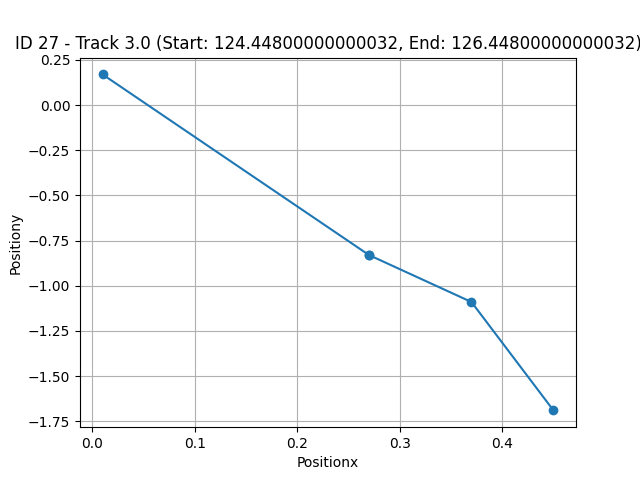 ID 27 - Track 3.0 (Start: 124.44800000000032, End: 126.44800000000032)
0.25
0.00
−0.25
−0.50
−0.75
−1.00
−1.25
−1.50
−1.75
Positiony
0.0 0.1 0.2 0.3 0.4
Positionx